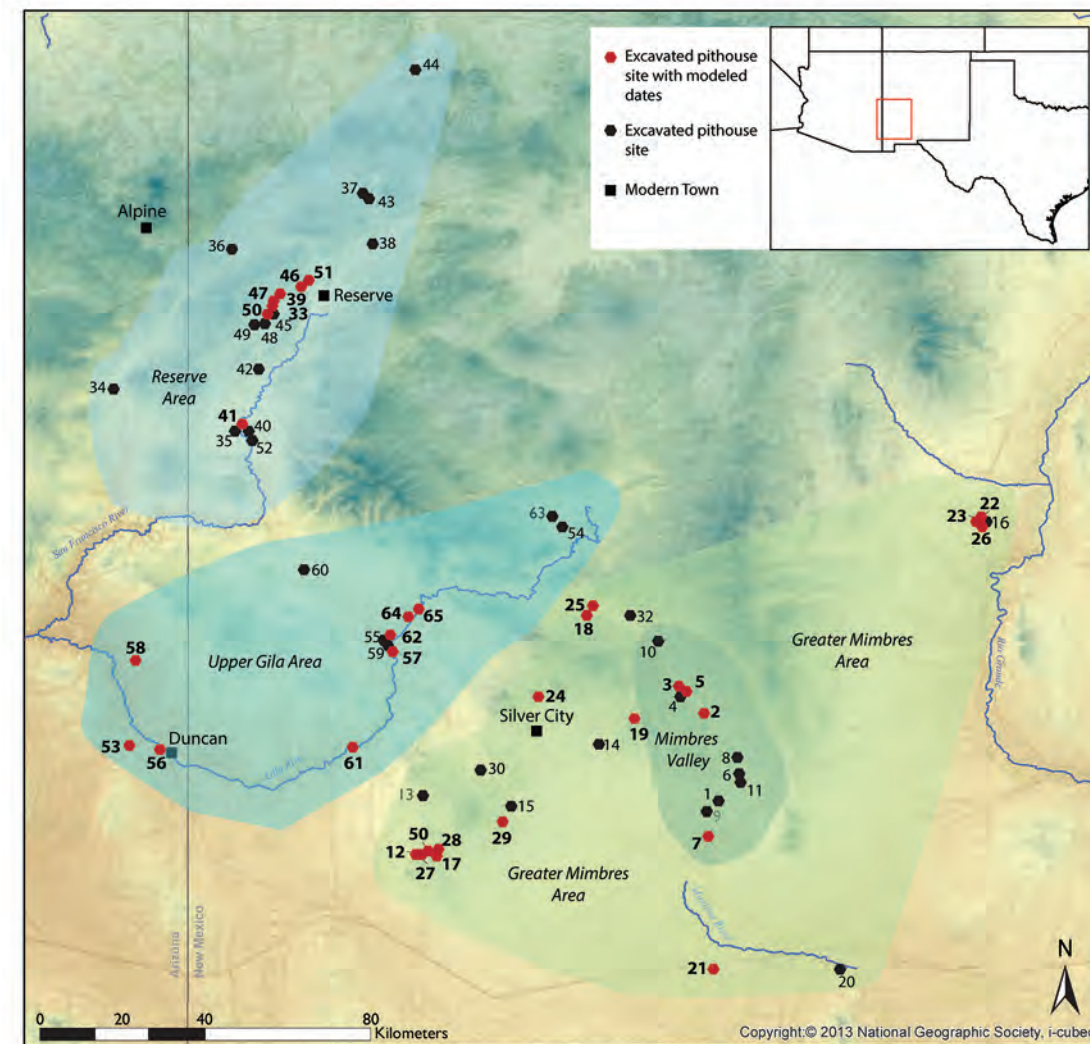 44
Excavated pithouse
site with modeled
dates
Excavated pithouse
site
Modern Town
37
43
Alpine
36
38
46
51
47
39
Reserve
50
33
45
49
48
42
34
Reserve
Area
41
40
35
52
San Francisco River
63
54
22
23
16
26
60
25
32
18
64
65
10
62
55
59
57
58
Upper Gila Area
Greater Mimbres
Area
Rio Grande
3
5
4
24
2
Silver City
19
Mimbres
Valley
14
53
Duncan
56
61
Gila River
8
6
11
30
13
1
15
9
29
7
50
28
12
27
17
Greater Mimbres
Area
Mimbres River
21
20
Arizona
New Mexico
N
0
20
40
80
Kilometers
Copyright:© 2013 National Geographic Society, i-cubed